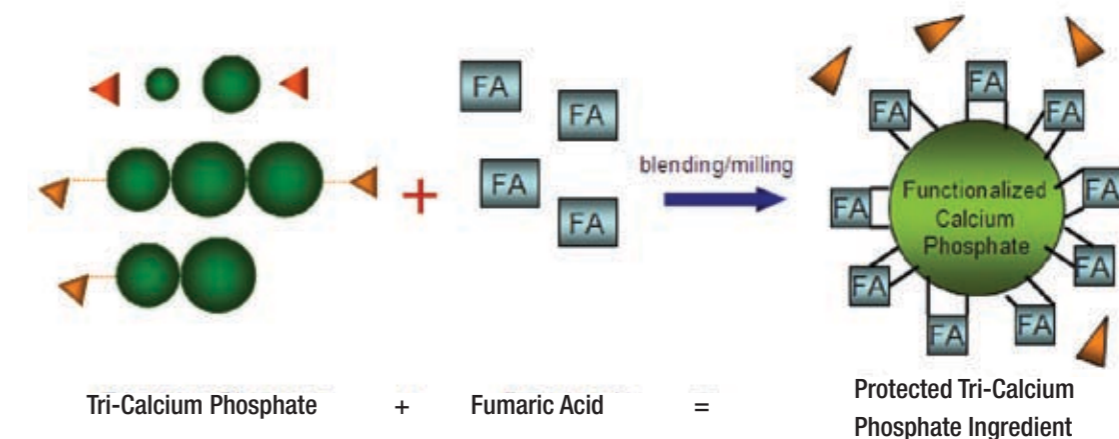 FA
FA
FA
FA
+
blending/milling
FA
FA
FA
FA
FA
FA
FA
FA
FA
Functionalized
Calcium
Phosphate
Tri-Calcium Phosphate + Fumaric Acid = Protected Tri-Calcium
Phosphate Ingredient